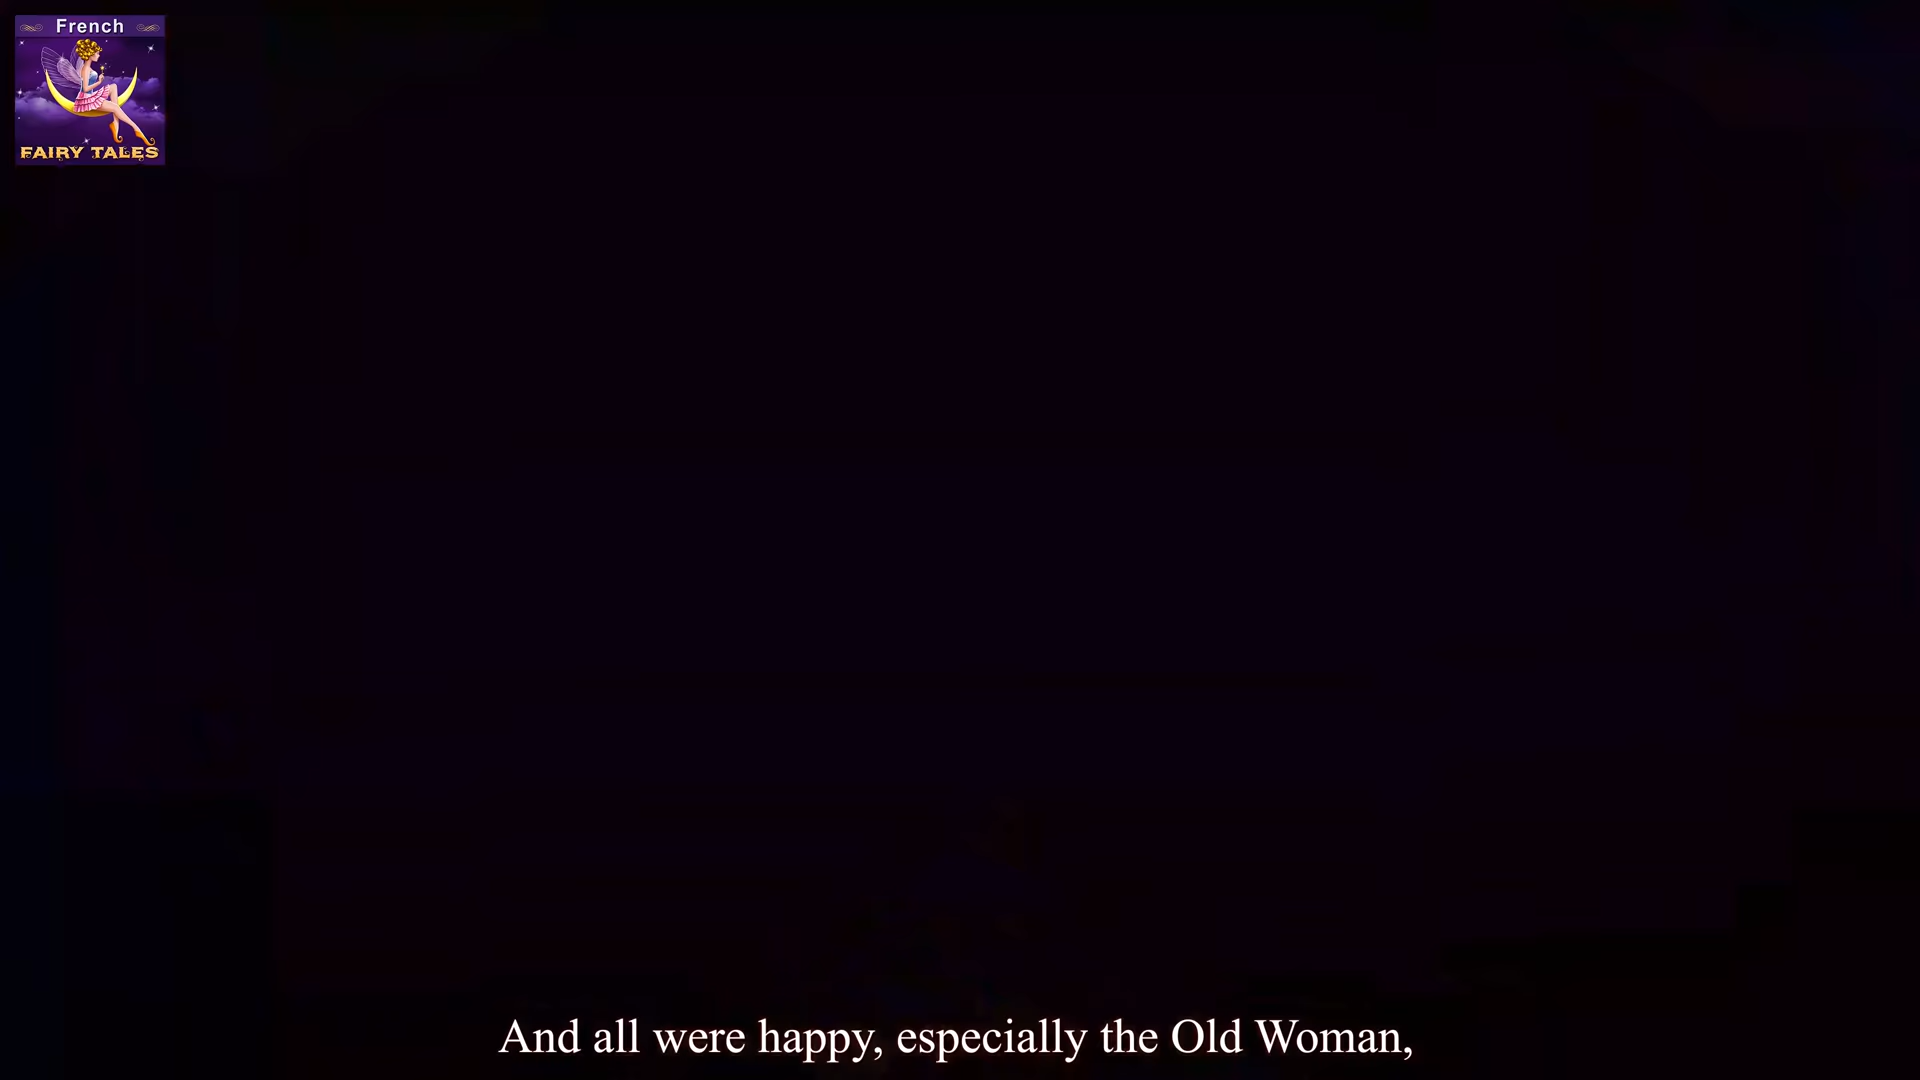 French
FAIRY TALES
And all were happy, especially the Old Woman,